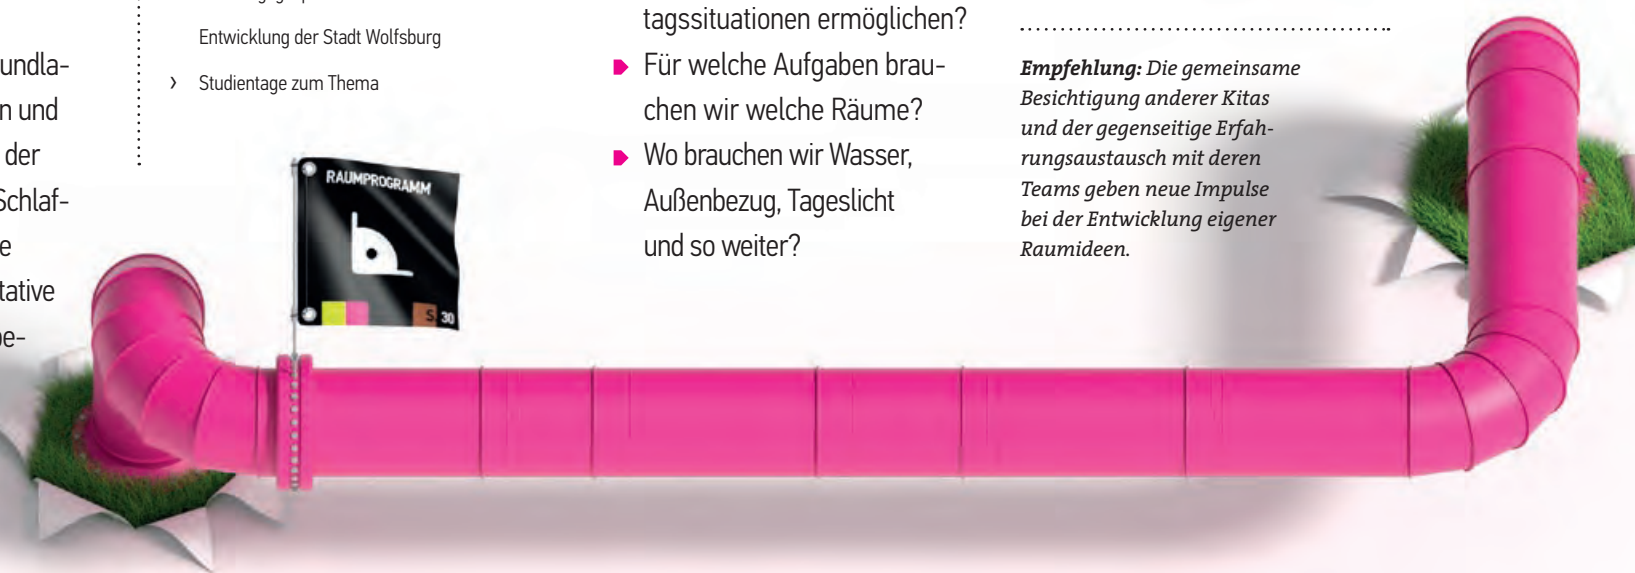 Entwicklung der Stadt Wolfsburg
› Studientage zum Thema
undla-
n und
der
Schlaf-
e
tative
be-
RAUMPROGRAMM
S. 30
tagssituationen ermöglichen?
Für welche Aufgaben brau-
chen wir welche Räume?
Wo brauchen wir Wasser,
Außenbezug, Tageslicht
und so weiter?
Empfehlung: Die gemeinsame
Besichtigung anderer Kitas
und der gegenseitige Erfah-
rungsaustausch mit deren
Teams geben neue Impulse
bei der Entwicklung eigener
Raumideen.